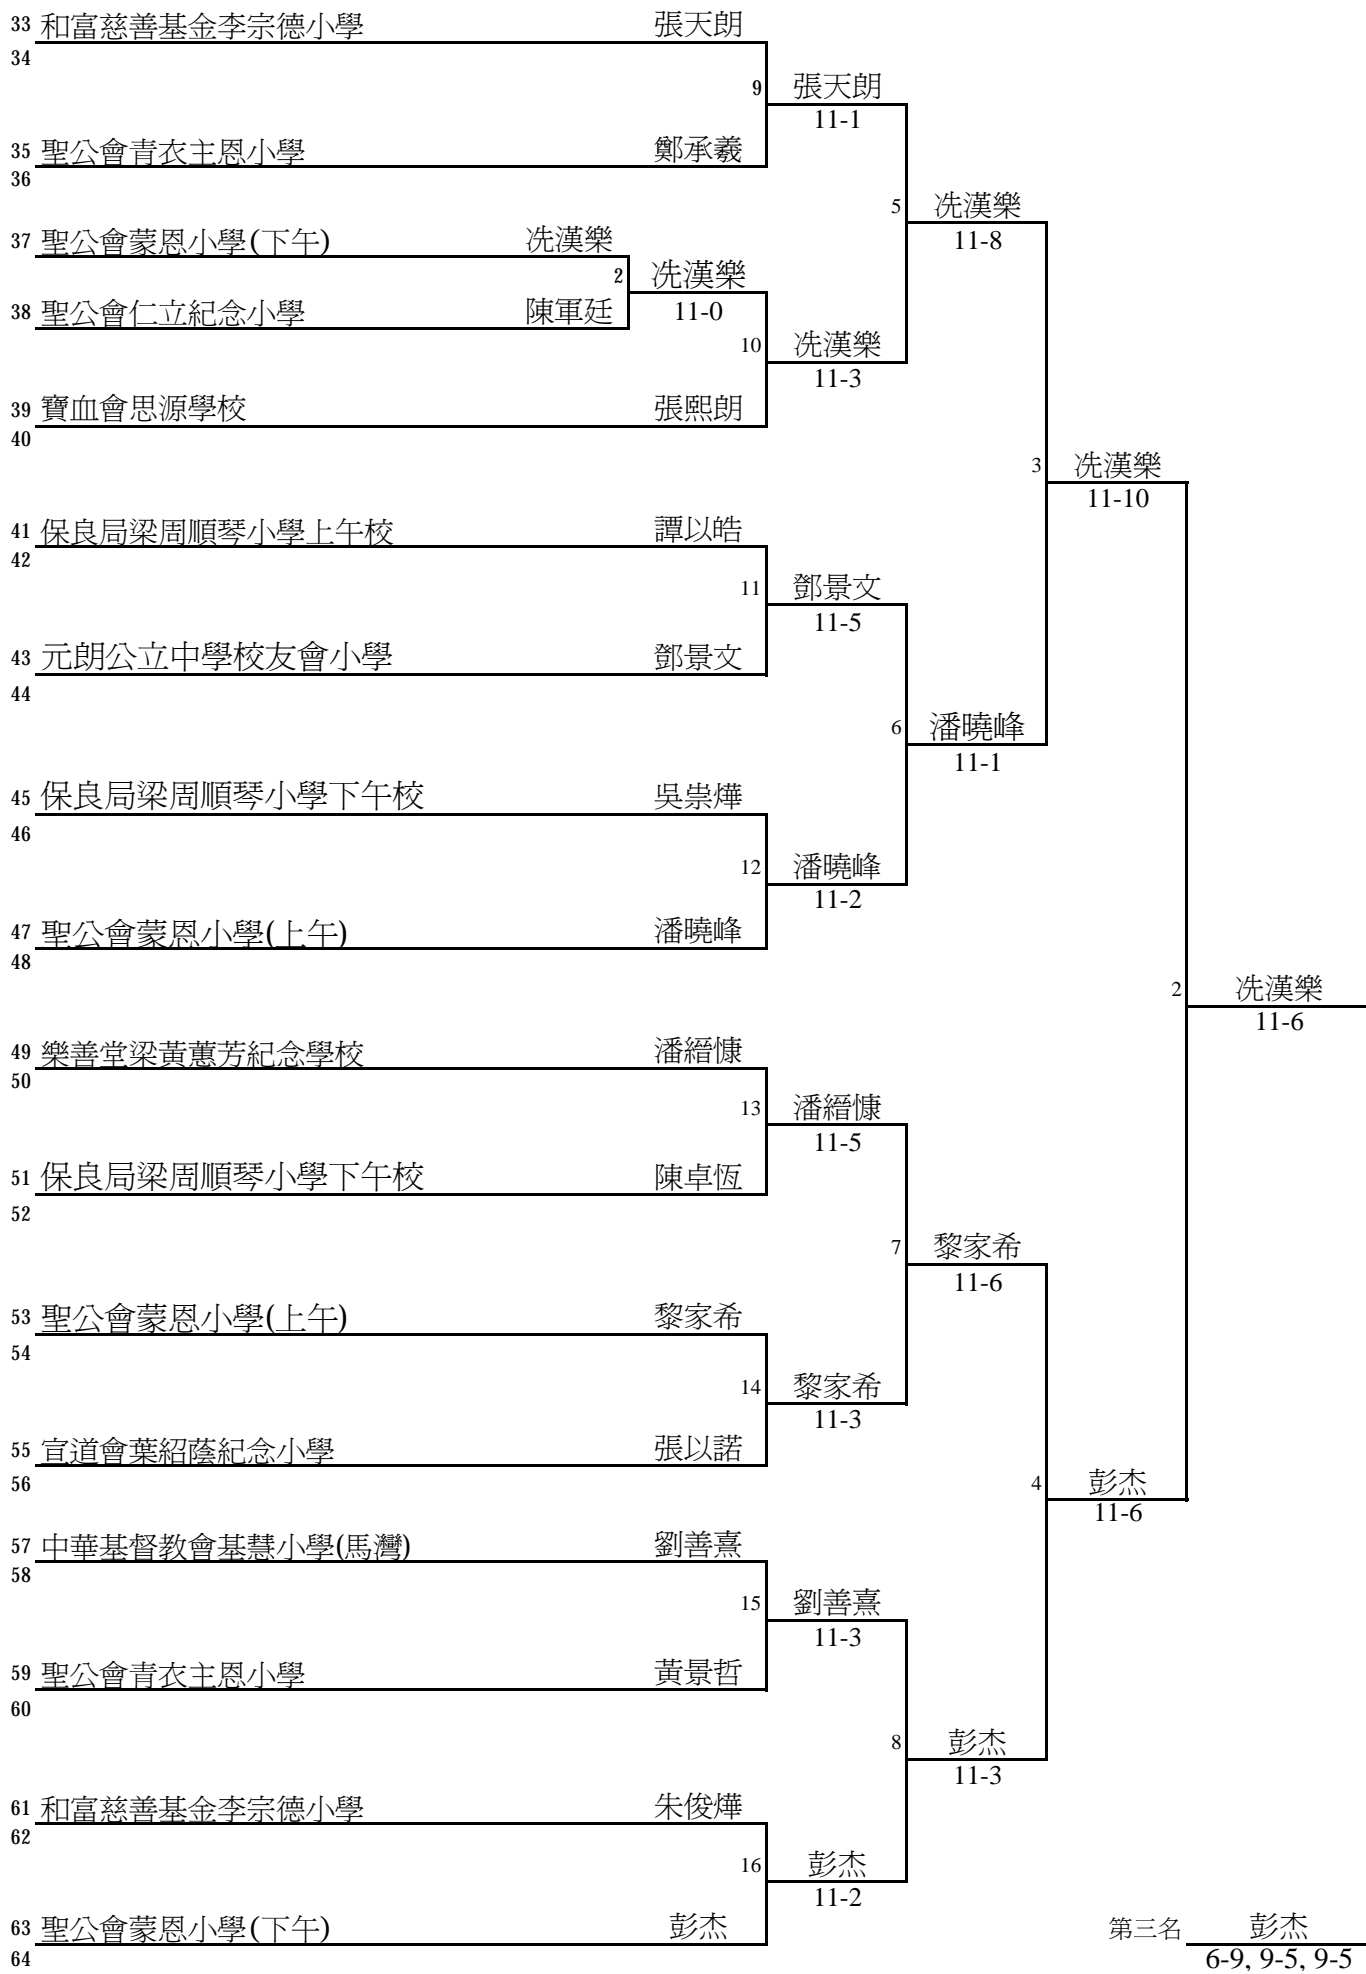 33 和富慈善基金李宗德小學 張天朗
34
9 張天朗
11-1
35 聖公會青衣主恩小學 鄭承羲
36
5 冼漢樂
11-8
37 聖公會蒙恩小學(下午) 冼漢樂
2 冼漢樂
11-0
38 聖公會仁立紀念小學 陳軍廷
10 冼漢樂
11-3
39 寶血會思源學校 張熙朗
40
3 冼漢樂
11-10
41 保良局梁周順琴小學上午校 譚以皓
42
11 鄧景文
11-5
43 元朗公立中學校友會小學 鄧景文
44
6 潘曉峰
11-1
45 保良局梁周順琴小學下午校 吳崇燁
46
12 潘曉峰
11-2
47 聖公會蒙恩小學(上午) 潘曉峰
48
2 冼漢樂
11-6
49 樂善堂梁黃蕙芳紀念學校 潘縉慷
50
13 潘縉慷
11-5
51 保良局梁周順琴小學下午校 陳卓恆
52
7 黎家希
11-6
53 聖公會蒙恩小學(上午) 黎家希
54
14 黎家希
11-3
55 宣道會葉紹蔭紀念小學 張以諾
56
4 彭杰
11-6
57 中華基督教會基慧小學(馬灣) 劉善熹
58
15 劉善熹
11-3
59 聖公會青衣主恩小學 黃景哲
60
8 彭杰
11-3
61 和富慈善基金李宗德小學 朱俊燁
62
16 彭杰
11-2
63 聖公會蒙恩小學(下午) 彭杰
64
第三名 彭杰
6-9, 9-5, 9-5